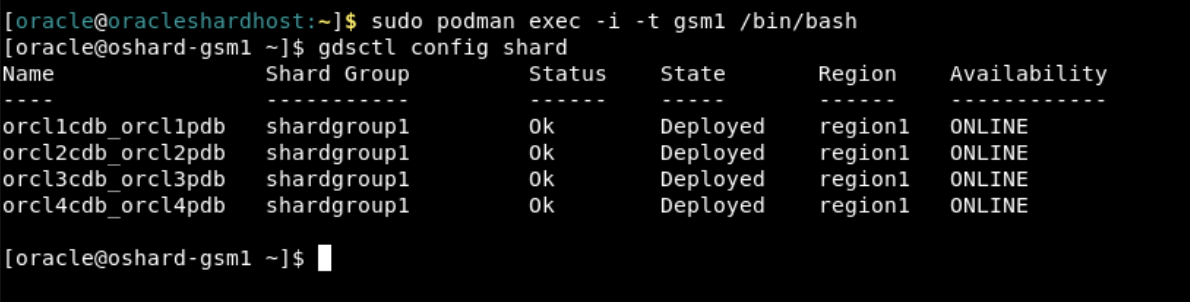 [oracle@oracleshardhost:~]$ sudo podman exec -i -t gsm1 /bin/bash
[oracle@oshard-gsm1 ~]$ gdsctl config shard
Name                Shard Group         Status    State       Region    Availability
----                -----------         ------    -----       ------    ------------
orcl1cdb_orcl1pdb   shardgroup1         Ok        Deployed    region1   ONLINE
orcl2cdb_orcl2pdb   shardgroup1         Ok        Deployed    region1   ONLINE
orcl3cdb_orcl3pdb   shardgroup1         Ok        Deployed    region1   ONLINE
orcl4cdb_orcl4pdb   shardgroup1         Ok        Deployed    region1   ONLINE
[oracle@oshard-gsm1 ~]$